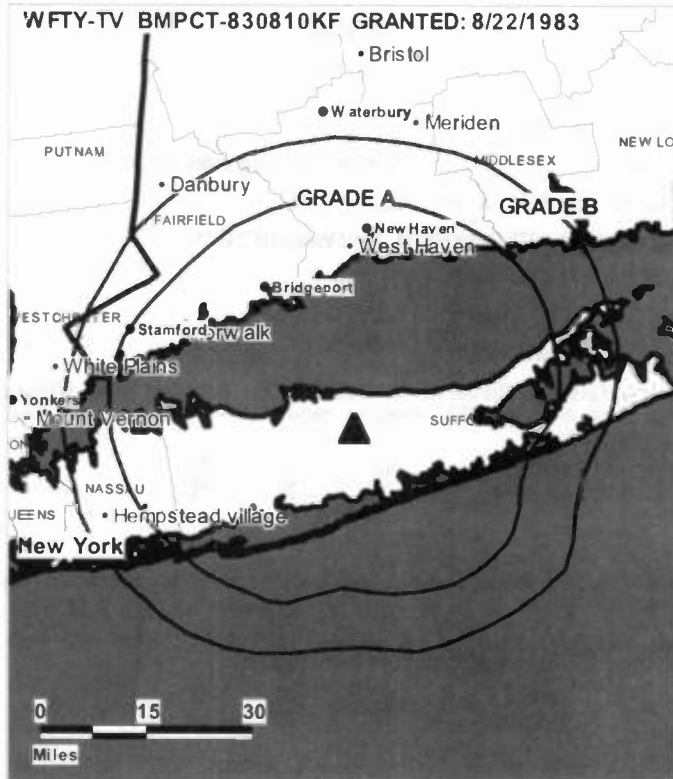 WFTY-TV BMPCT-830810KF GRANTED: 8/22/1983
Bristol
Waterbury
Meriden
PUTNAM
MIDDLESEX
NEW LO
Danbury
GRADE A
GRADE B
FAIRFIELD
New Haven
West Haven
Bridgeport
WESTCHESTER
Stamford
orwalk
White Plains
Yonkers
Mount Vernon
SUFFO
NASSAU
Hempstead village
UEENS
New York
0 15 30
Miles